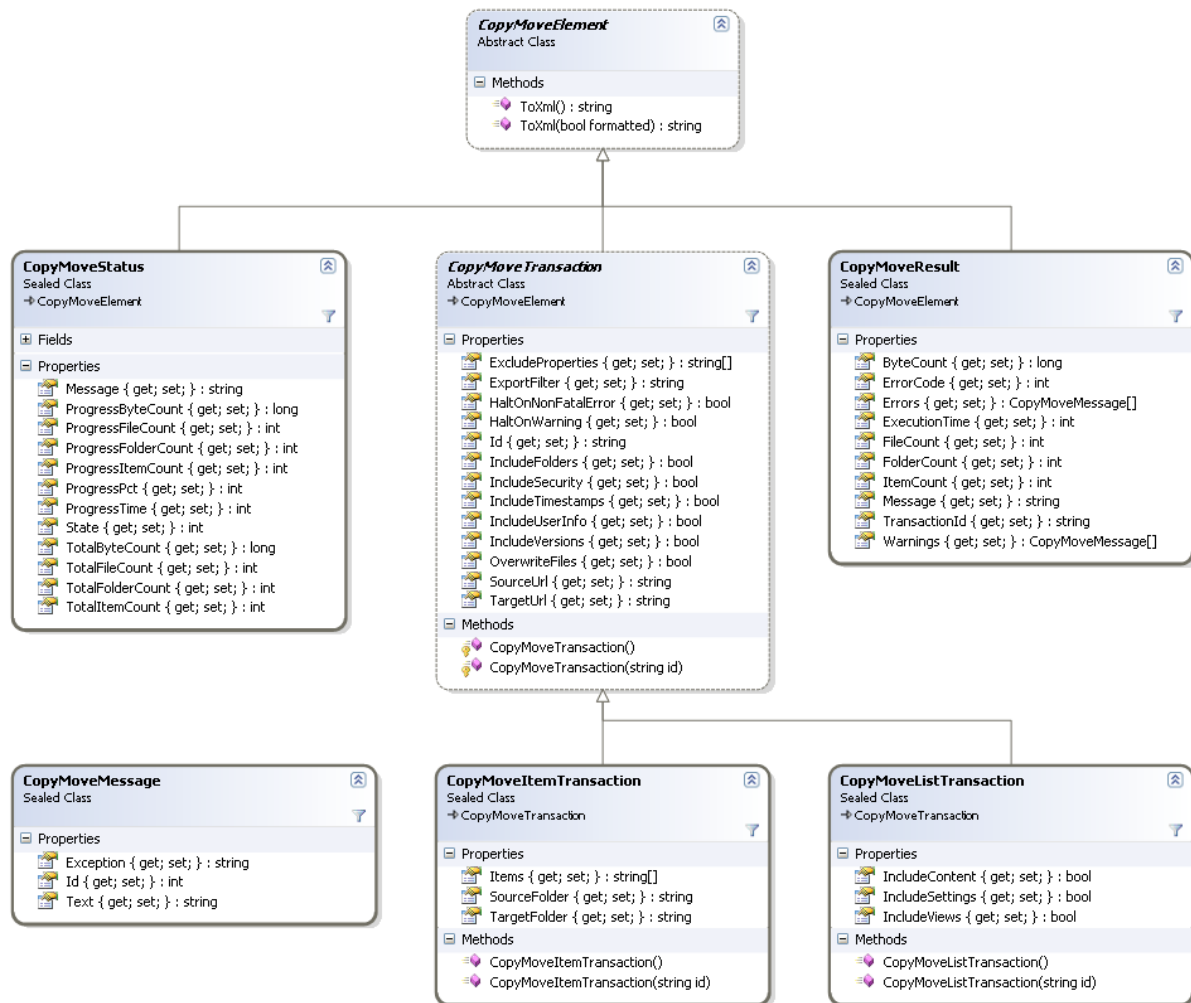 CopyMoveElement
Abstract Class
Methods
ToXml() : string
ToXml(bool formatted) : string
CopyMoveStatus
Sealed Class
CopyMoveElement
Fields
Properties
Message { get; set; } : string
ProgressByteCount { get; set; } : long
ProgressFileCount { get; set; } : int
ProgressFolderCount { get; set; } : int
ProgressItemCount { get; set; } : int
ProgressPct { get; set; } : int
ProgressTime { get; set; } : int
State { get; set; } : int
TotalByteCount { get; set; } : long
TotalFileCount { get; set; } : int
TotalFolderCount { get; set; } : int
TotalItemCount { get; set; } : int
CopyMoveTransaction
Abstract Class
CopyMoveElement
Properties
ExcludeProperties { get; set; } : string[]
ExportFilter { get; set; } : string
HaltOnNonFatalError { get; set; } : bool
HaltOnWarning { get; set; } : bool
Id { get; set; } : string
IncludeFolders { get; set; } : bool
IncludeSecurity { get; set; } : bool
IncludeTimestamps { get; set; } : bool
IncludeUserInfo { get; set; } : bool
IncludeVersions { get; set; } : bool
OverwriteFiles { get; set; } : bool
SourceUrl { get; set; } : string
TargetUrl { get; set; } : string
Methods
CopyMoveTransaction()
CopyMoveTransaction(string id)
CopyMoveResult
Sealed Class
CopyMoveElement
Properties
ByteCount { get; set; } : long
ErrorCode { get; set; } : int
Errors { get; set; } : CopyMoveMessage[]
ExecutionTime { get; set; } : int
FileCount { get; set; } : int
FolderCount { get; set; } : int
ItemCount { get; set; } : int
Message { get; set; } : string
TransactionId { get; set; } : string
Warnings { get; set; } : CopyMoveMessage[]
CopyMoveMessage
Sealed Class
Properties
Exception { get; set; } : string
Id { get; set; } : int
Text { get; set; } : string
CopyMoveItemTransaction
Sealed Class
CopyMoveTransaction
Properties
Items { get; set; } : string[]
SourceFolder { get; set; } : string
TargetFolder { get; set; } : string
Methods
CopyMoveItemTransaction()
CopyMoveItemTransaction(string id)
CopyMoveListTransaction
Sealed Class
CopyMoveTransaction
Properties
IncludeContent { get; set; } : bool
IncludeSettings { get; set; } : bool
IncludeViews { get; set; } : bool
Methods
CopyMoveListTransaction()
CopyMoveListTransaction(string id)